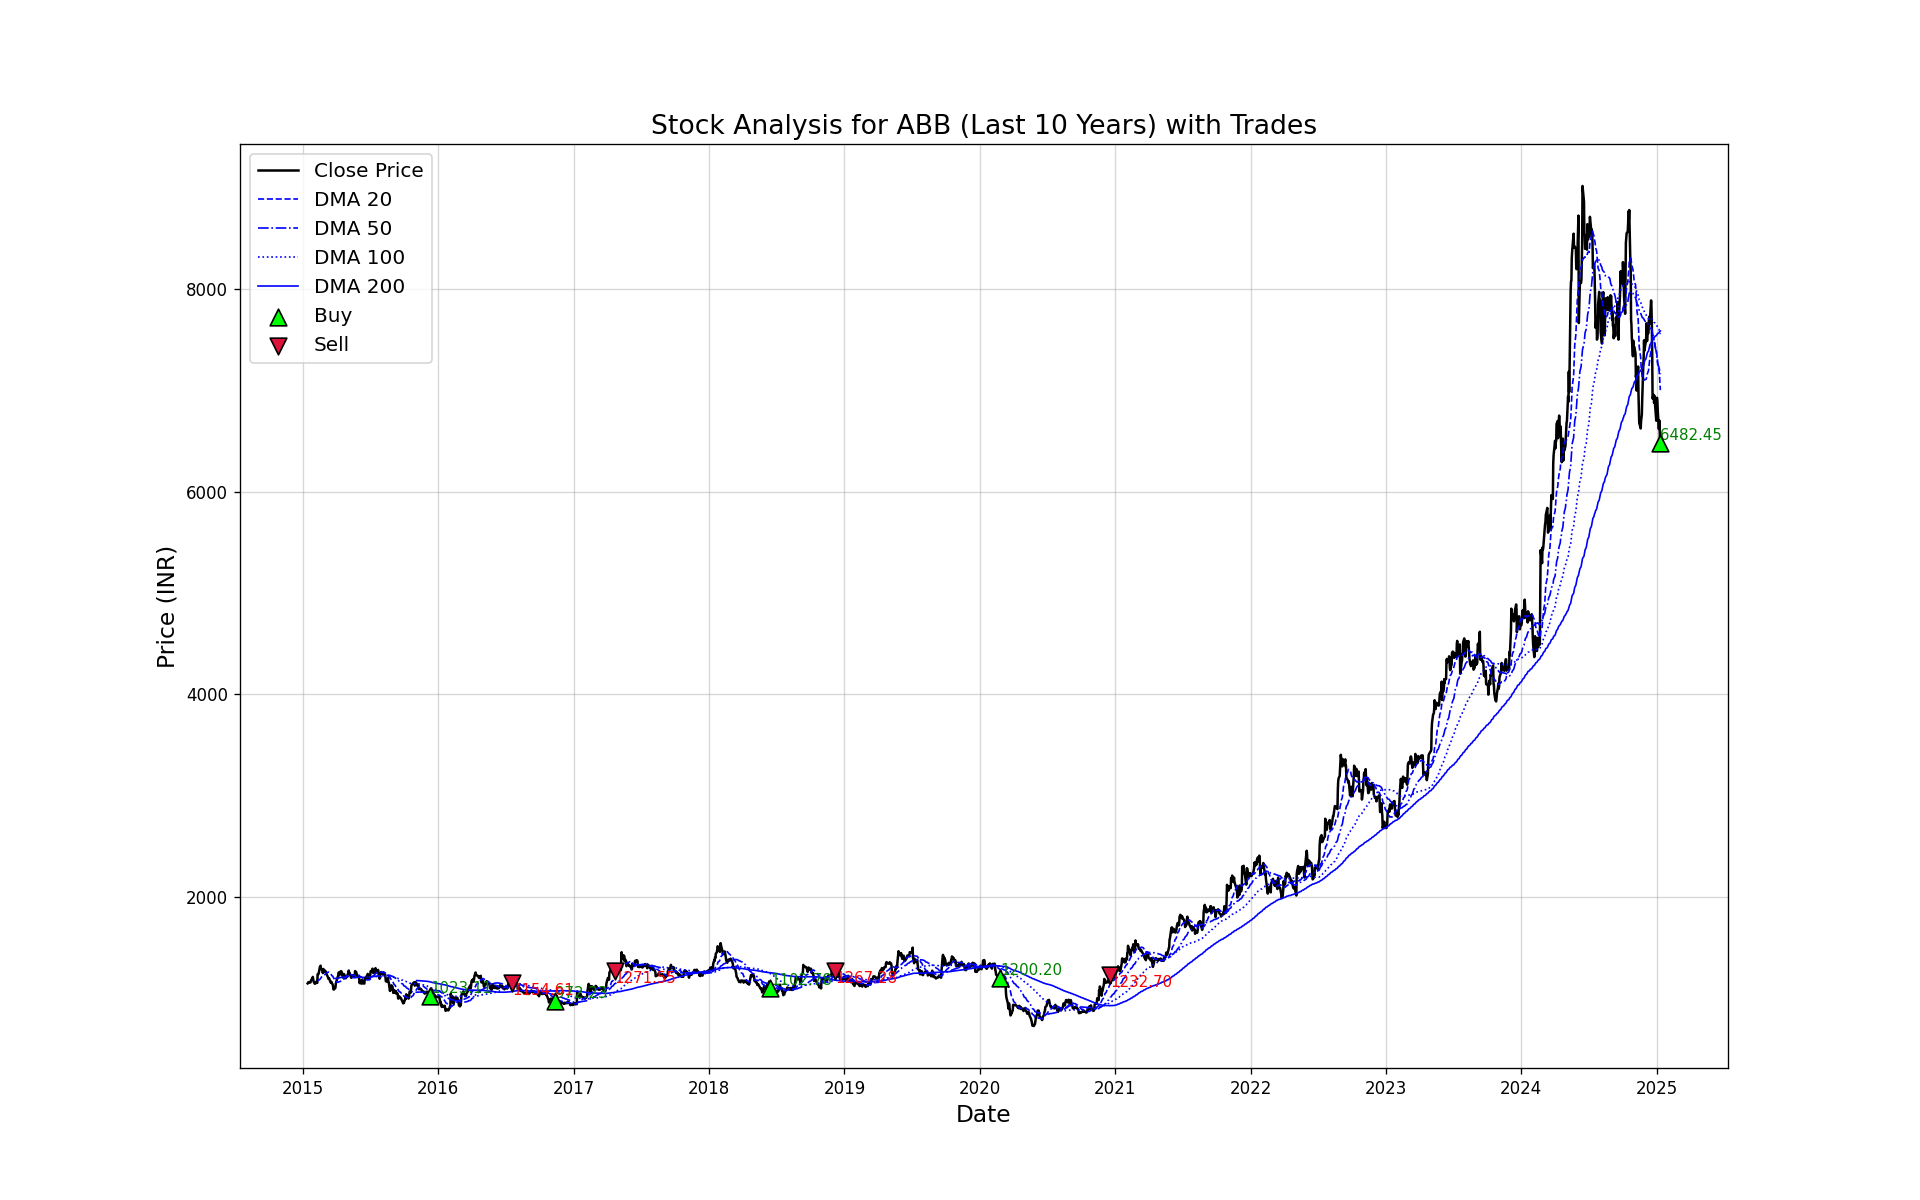 Stock Analysis for ABB (Last 10 Years) with Trades
Close Price
DMA 20
DMA 50
DMA 100
DMA 200
Buy
Sell
Price (INR)
8000
6000
4000
2000
6482.45
1154.61
1200.20
1232.70
2015
2016
2017
2018
2019
2020
2021
2022
2023
2024
2025
Date